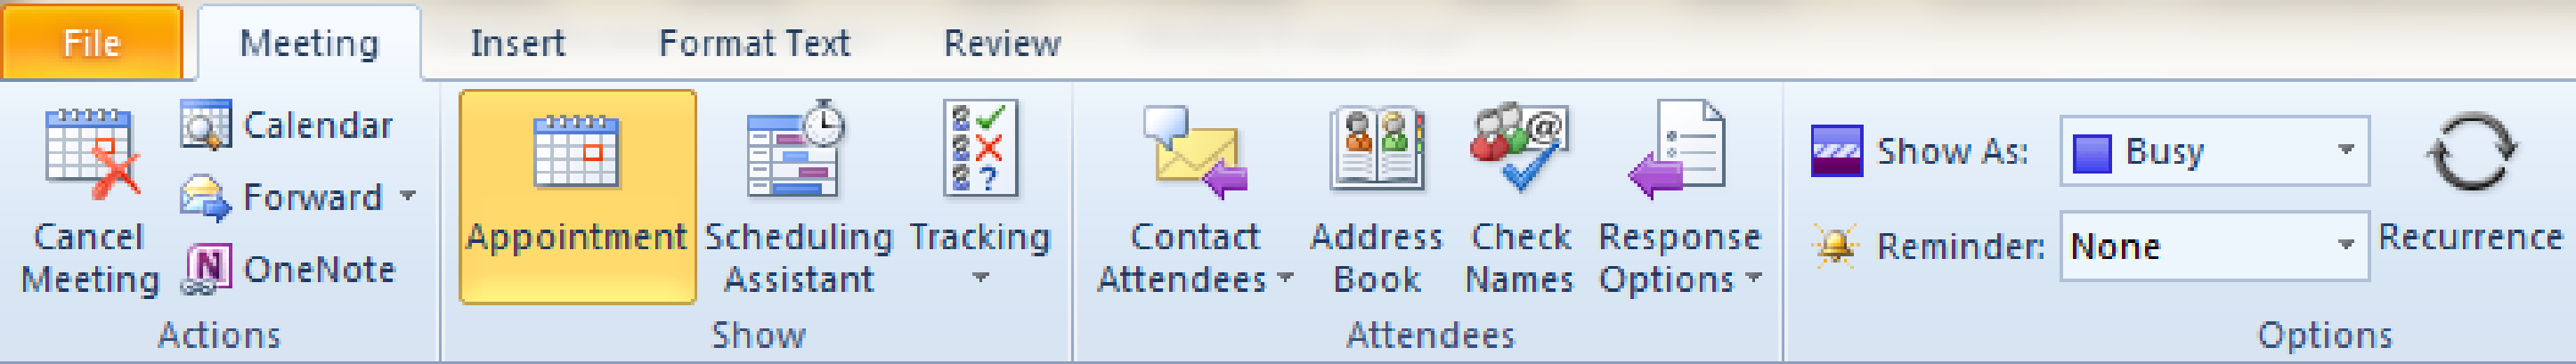 File Meeting Insert Format Text Review
Cancel
Meeting
Calendar
Forward
OneNote
Actions
Appointment
Scheduling
Assistant
Tracking
Show
Contact
Attendees
Address
Book
Check
Names
Response
Options
Attendees
Show As: Busy
Reminder: None
Recurrence
Options